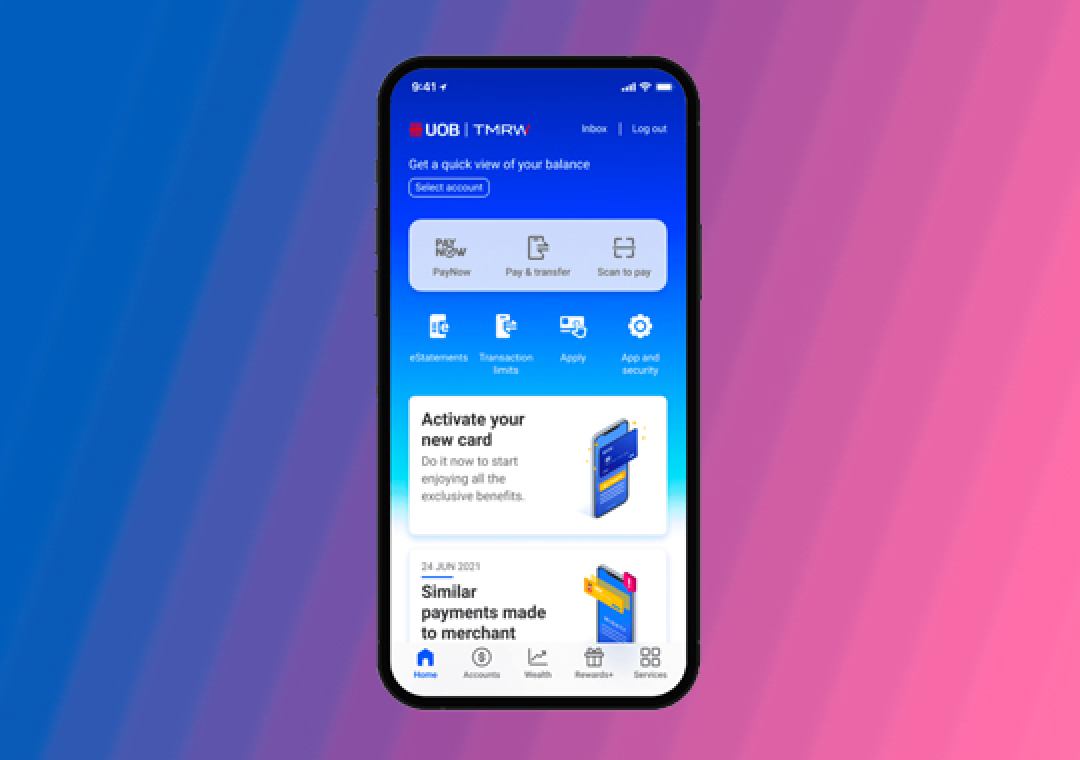 9:41
UOB | TMRW
Inbox | Log out
Get a quick view of your balance
Select account
PAY NOW
PayNow Pay & transfer Scan to pay
eStatements Transaction limits Apply App and security
Activate your
new card
Do it now to start
enjoying all the
exclusive benefits.
24 JUN 2021
Similar
payments made
to merchant
Home Accounts Wealth Rewards+ Services